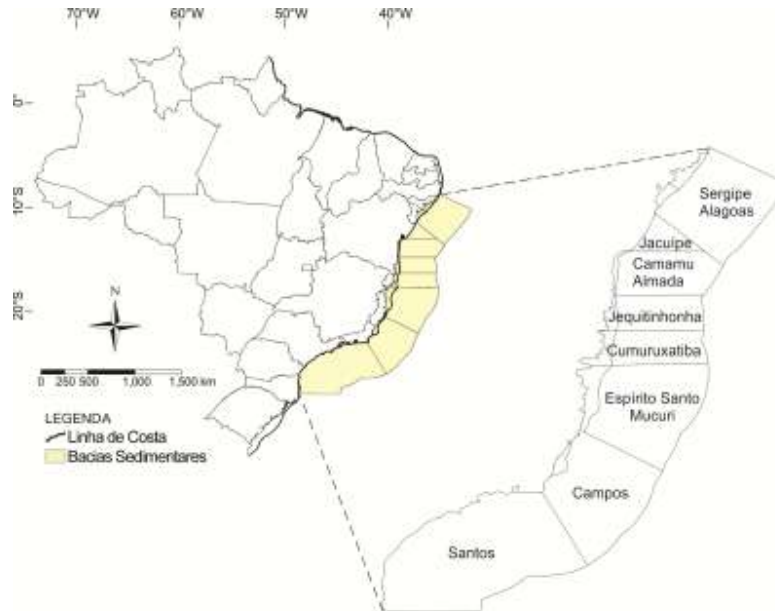 70°W 60°W 50°W 40°W
0°
10°S
20°S
N
0 250 500 1,000 1,500 km
LEGENDA
Linha de Costa
Bacias Sedimentares
Sergipe
Alagoas
Jacuípe
Camamu
Almada
Jequitinhonha
Cumuruxatiba
Espírito Santo
Mucuri
Campos
Santos